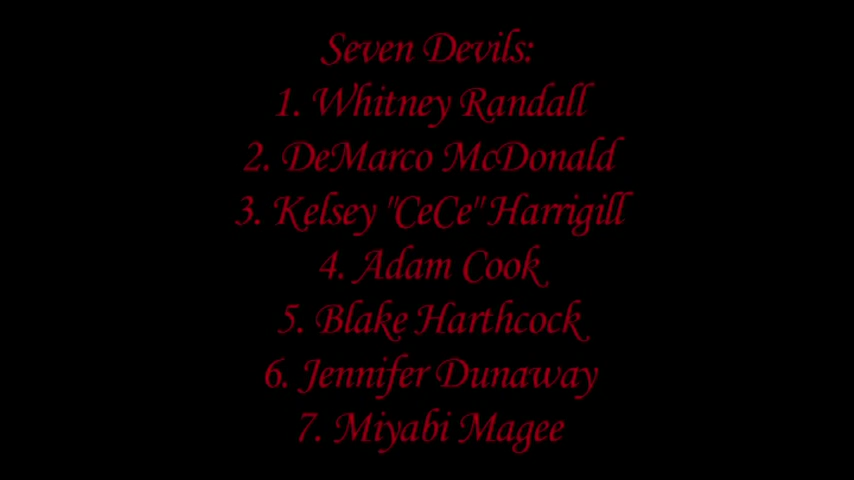 Seven Devils:
1. Whitney Randall
2. DeMarco McDonald
3. Kelsey "CeCe" Harrigill
4. Adam Cook
5. Blake Harthcock
6. Jennifer Dunaway
7. Miyabi Magee